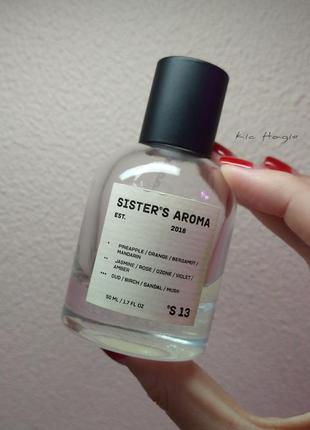 SISTER'S AROMA
EST. 2018
• PINEAPPLE / ORANGE / BERGAMOT /
MANDARIN
•• JASMINE / ROSE / OZONE / VIOLET /
AMBER
••• OUD / BIRCH / SANDAL / MUSK
50 ML / 1.7 FL OZ
°S 13